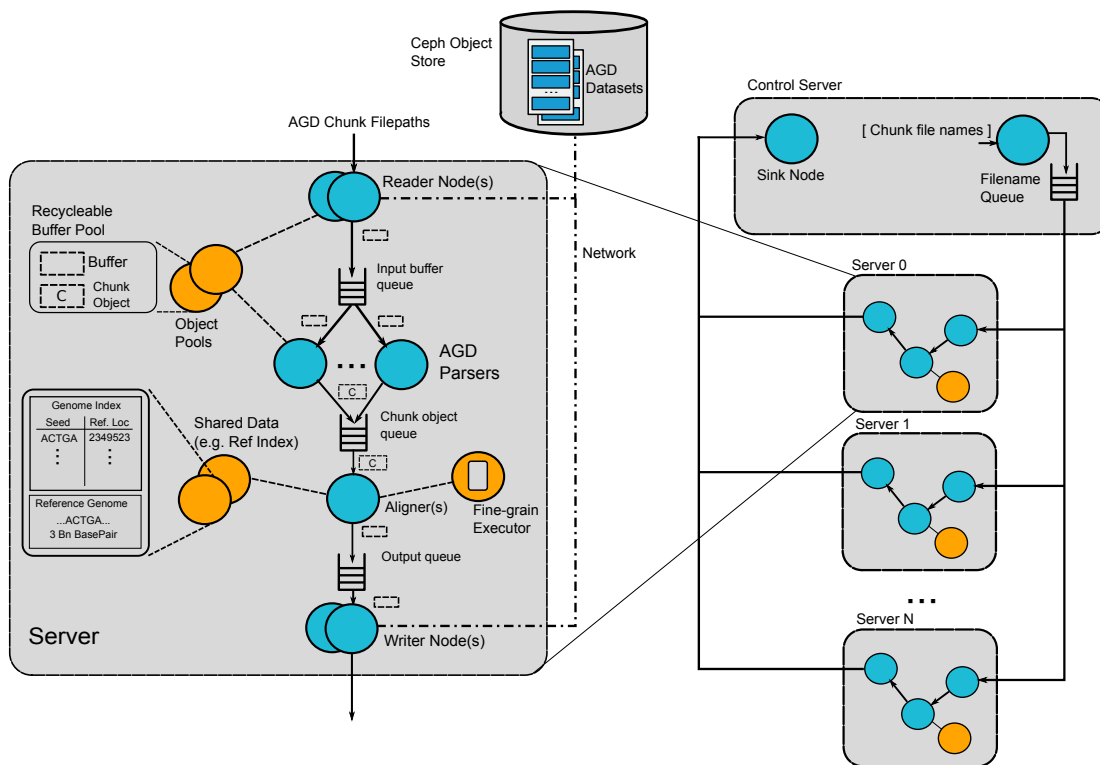 Ceph Object
Store
AGD
Datasets
...
Control Server
[ Chunk file names ]
Sink Node
Filename
Queue
AGD Chunk Filepaths
Reader Node(s)
Recycleable
Buffer Pool
Buffer
C
Chunk
Object
Object
Pools
Input buffer
queue
Network
...
AGD
Parsers
C
Chunk object
queue
C
Genome Index
Seed
Ref. Loc
ACTGA
2349523
Reference Genome
...ACTGA...
3 Bn BasePair
Shared Data
(e.g. Ref Index)
Aligner(s)
Fine-grain
Executor
Output queue
Writer Node(s)
Server
Server 0
Server 1
...
Server N